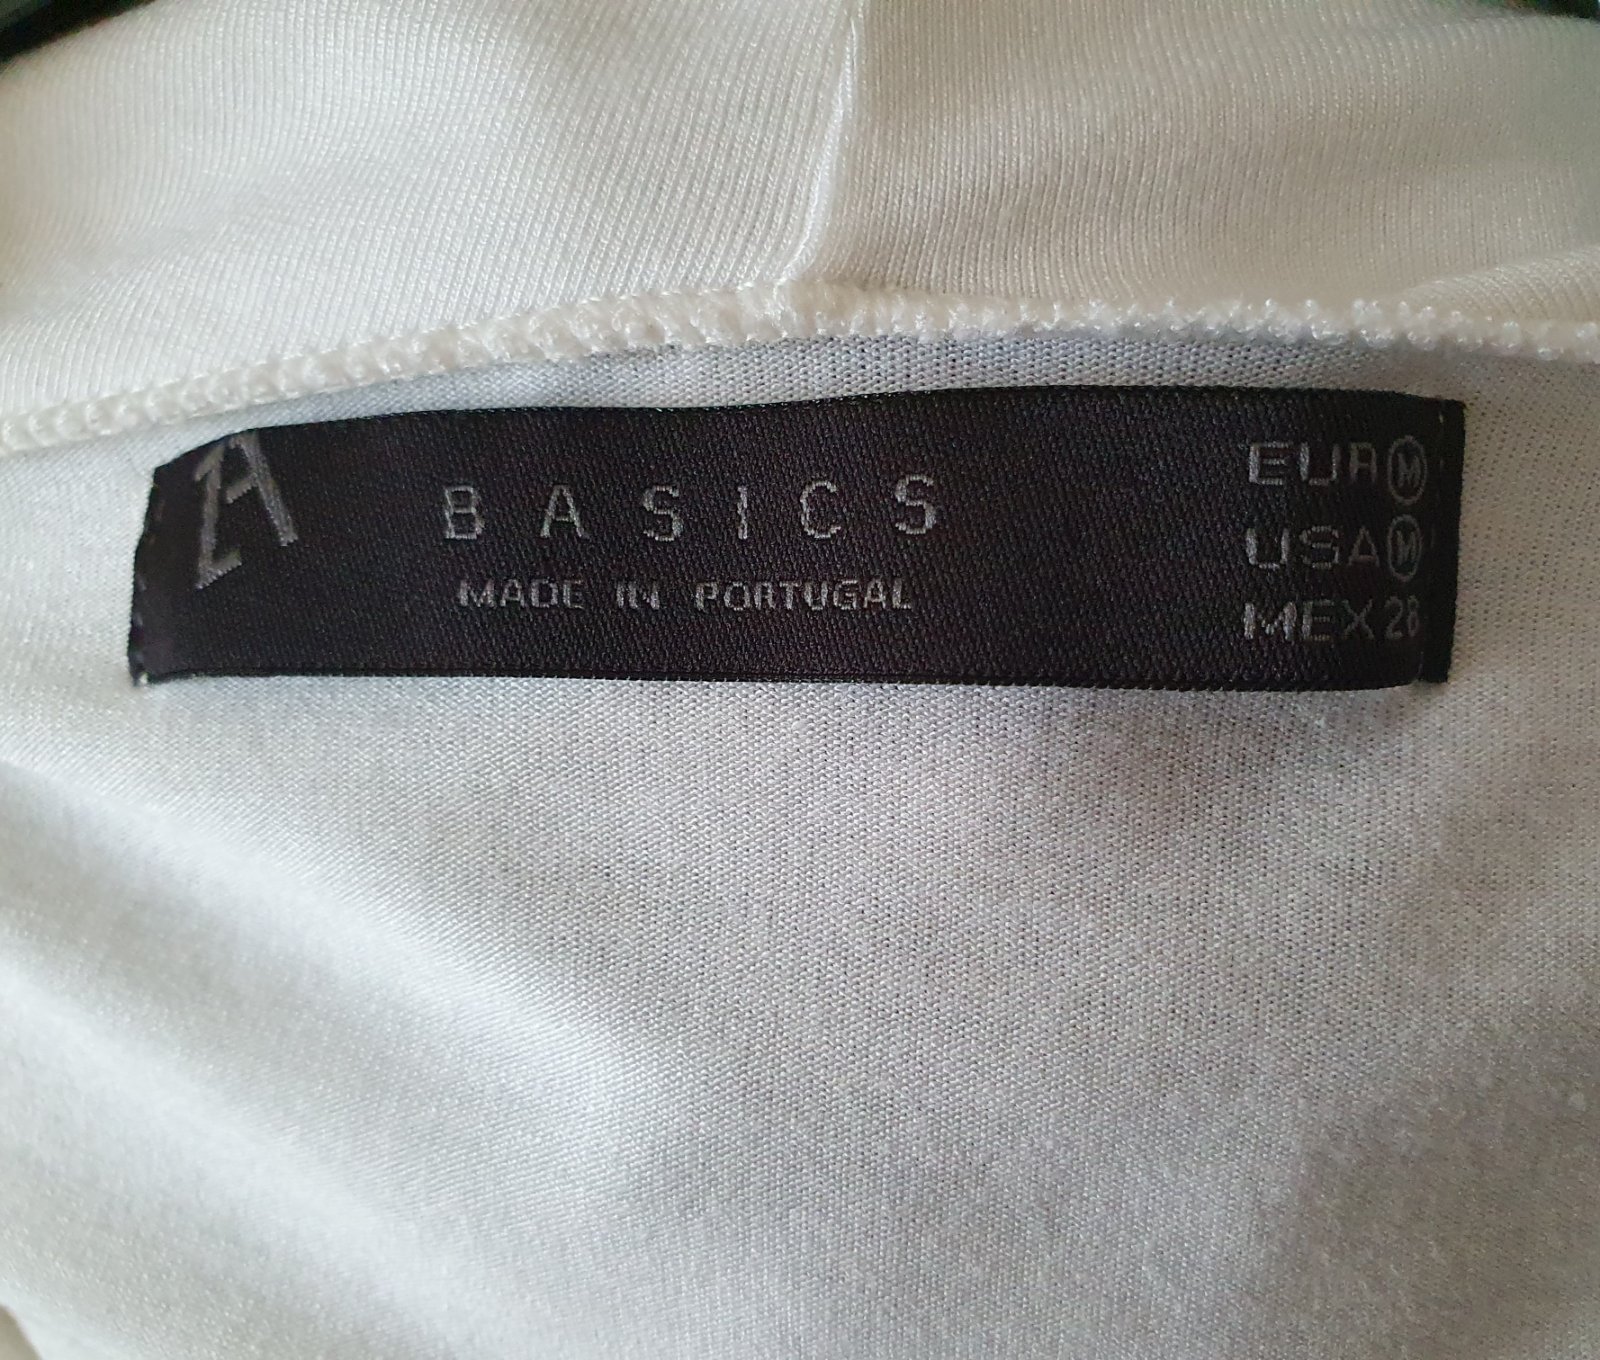 ZA
BASICS
MADE IN PORTUGAL
EUR M
USA M
MEX 28